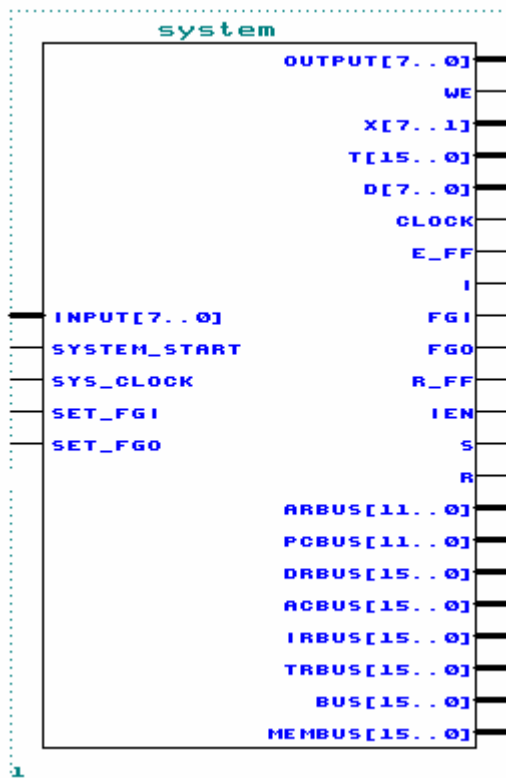 system
OUTPUT[7..0]
WE
X[7..1]
T[15..0]
D[7..0]
CLOCK
E_FF
I
INPUT[7..0] FGI
SYSTEM_START FGO
SYS_CLOCK R_FF
SET_FGI IEN
SET_FGO S
R
ARBUS[11..0]
PCBUS[11..0]
DRBUS[15..0]
ACBUS[15..0]
IRBUS[15..0]
TRBUS[15..0]
BUS[15..0]
MEMBUS[15..0]
1